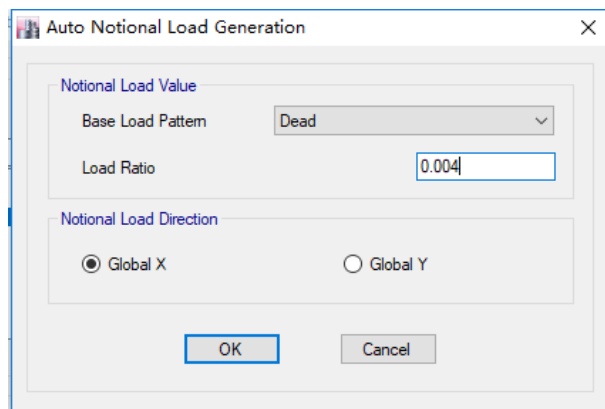 Auto Notional Load Generation
Notional Load Value
Base Load Pattern Dead
Load Ratio 0.004
Notional Load Direction
Global X Global Y
OK Cancel